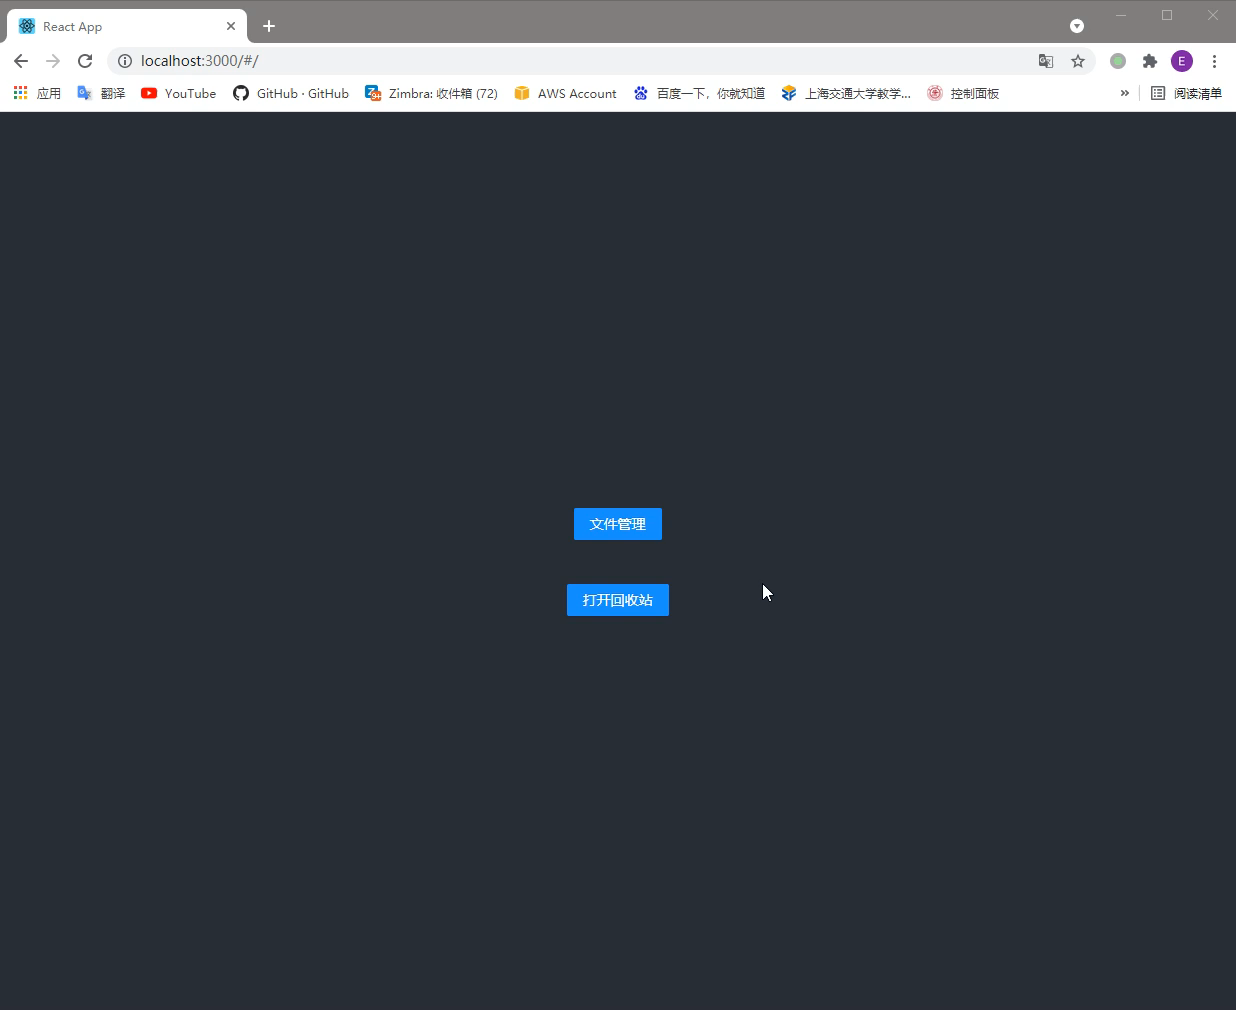 React App
localhost:3000/#/
E
应用 翻译 YouTube GitHub · GitHub Zimbra: 收件箱 (72) AWS Account 百度一下，你就知道 上海交通大学教学... 控制面板 » 阅读清单
文件管理
打开回收站